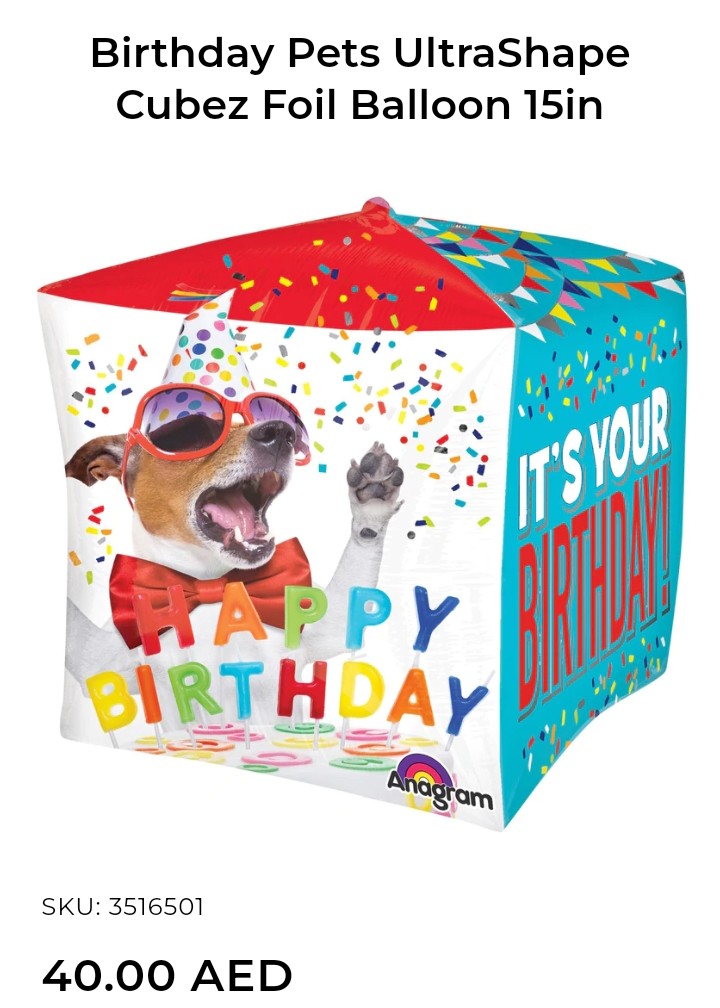 Birthday Pets UltraShape
Cubez Foil Balloon 15in
IT'S YOUR
BIRTHDAY!
HAPPY
BIRTHDAY
Anagram
SKU: 3516501
40.00 AED